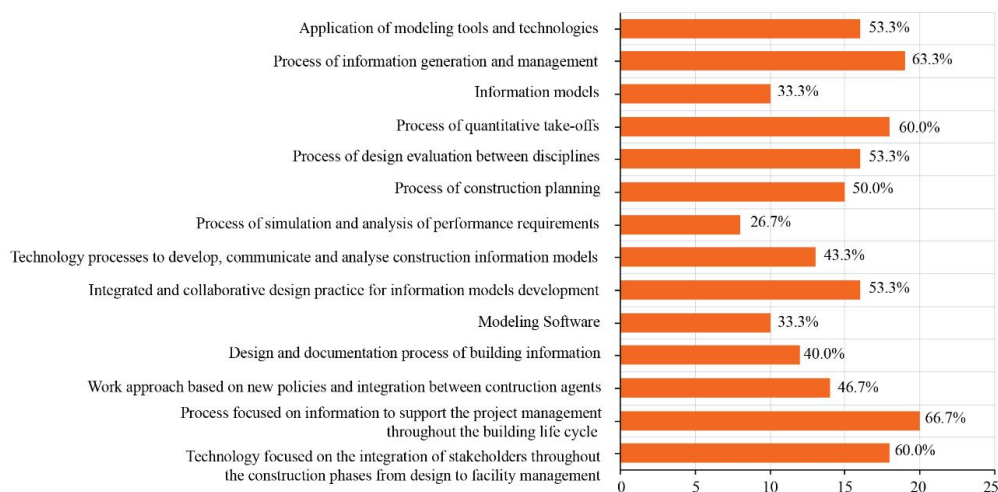 Application of modeling tools and technologies 53.3%
Process of information generation and management 63.3%
Information models 33.3%
Process of quantitative take-offs 60.0%
Process of design evaluation between disciplines 53.3%
Process of construction planning 50.0%
Process of simulation and analysis of performance requirements 26.7%
Technology processes to develop, communicate and analyse construction information models 43.3%
Integrated and collaborative design practice for information models development 53.3%
Modeling Software 33.3%
Design and documentation process of building information 40.0%
Work approach based on new policies and integration between contruction agents 46.7%
Process focused on information to support the project management
throughout the building life cycle 66.7%
Technology focused on the integration of stakeholders throughout
the construction phases from design to facility management 60.0%
0 5 10 15 20 25